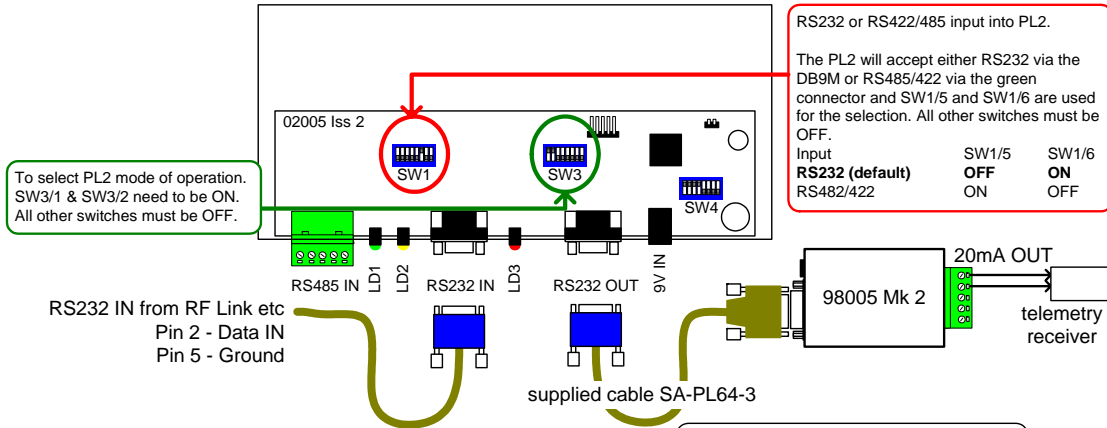 RS232 or RS422/485 input into PL2.
The PL2 will accept either RS232 via the
DB9M or RS485/422 via the green
connector and SW1/5 and SW1/6 are used
for the selection. All other switches must be
OFF.
Input SW1/5 SW1/6
RS232 (default) OFF ON
RS482/422 ON OFF
02005 Iss 2
SW1
SW3
SW4
To select PL2 mode of operation.
SW3/1 & SW3/2 need to be ON.
All other switches must be OFF.
RS485 IN
LD1
LD2
RS232 IN
LD3
RS232 OUT
9V IN
20mA OUT
98005 Mk 2
telemetry
receiver
RS232 IN from RF Link etc
Pin 2 - Data IN
Pin 5 - Ground
supplied cable SA-PL64-3